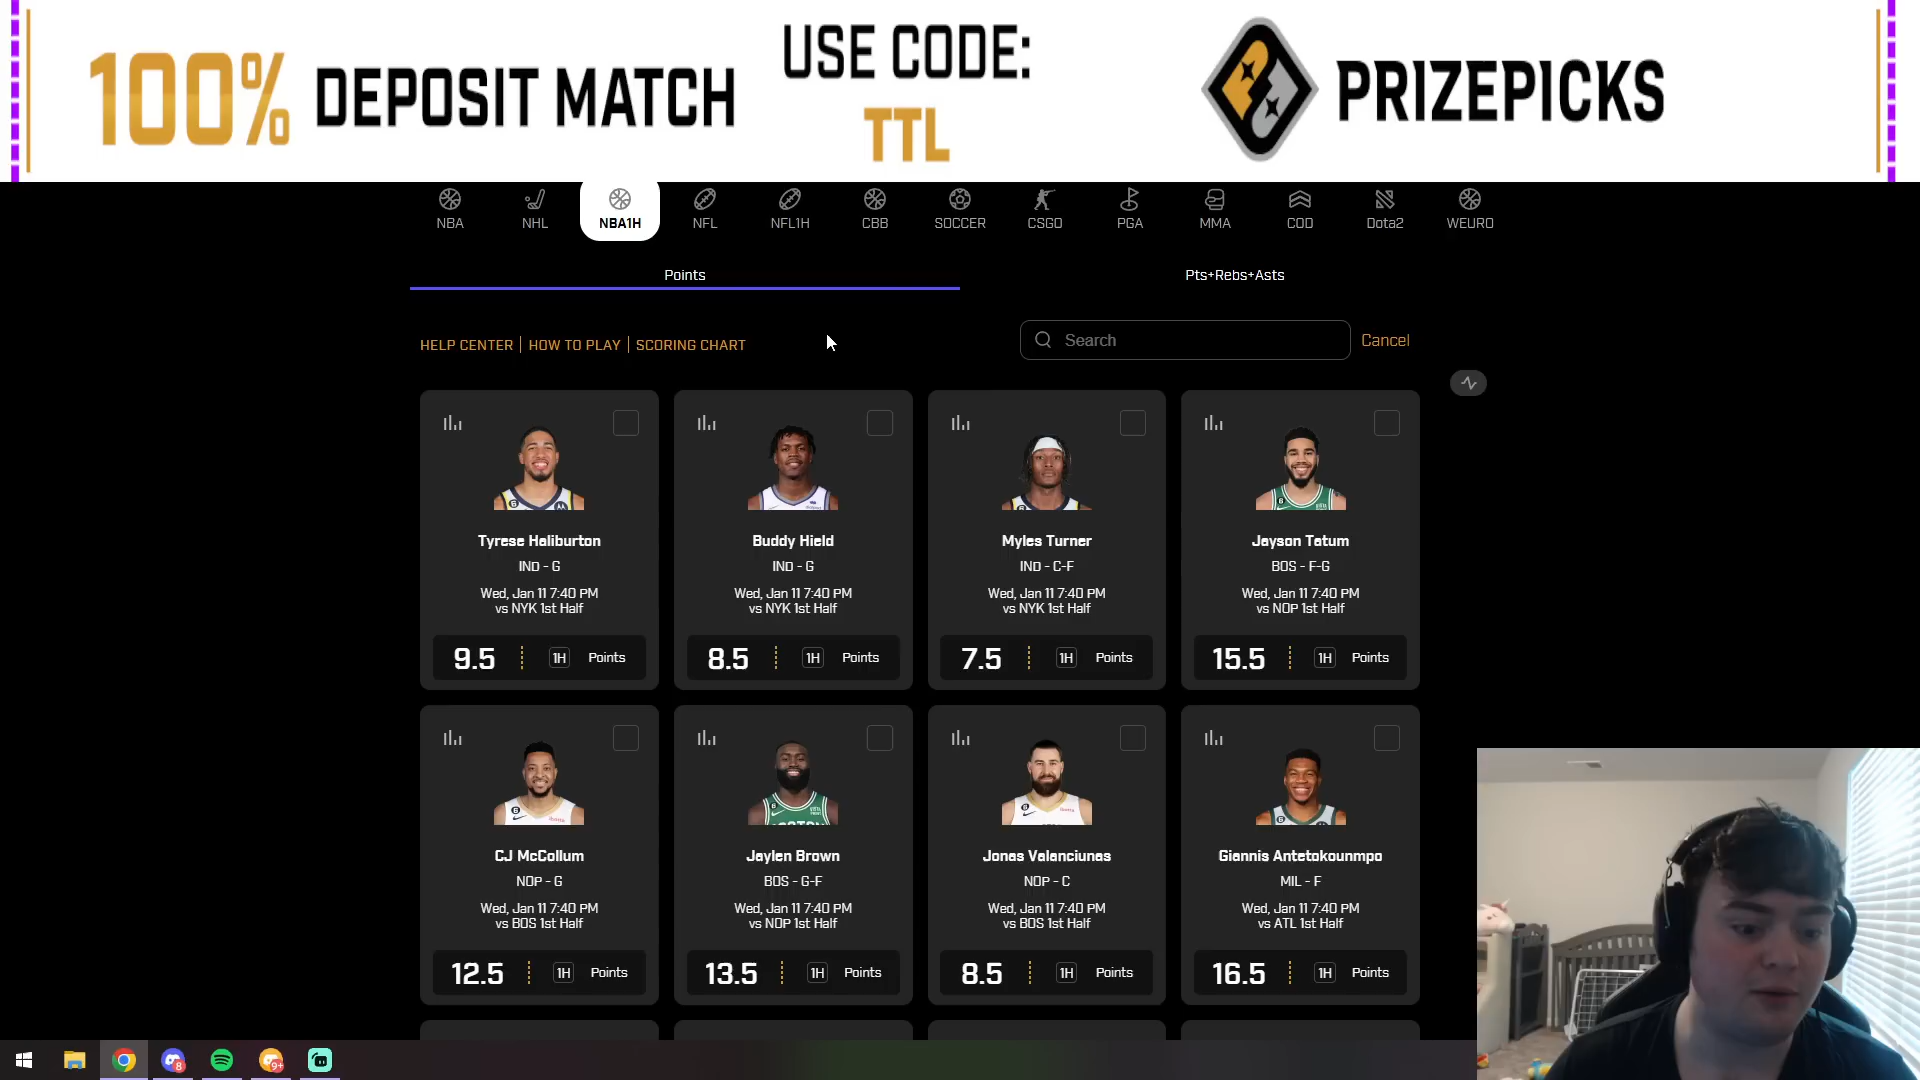 100% DEPOSIT MATCH
USE CODE:
TTL
PRIZEPICKS
NBA
NHL
NBA1H
NFL
NFL1H
CBB
SOCCER
CSGO
PGA
MMA
COD
Dota2
WEURO
Points
Pts+Rebs+Asts
HELP CENTER | HOW TO PLAY | SCORING CHART
Search
Cancel
Tyrese Haliburton
IND - G
Wed, Jan 11 7:40 PM
vs NYK 1st Half
9.5 1H Points
Buddy Hield
IND - G
Wed, Jan 11 7:40 PM
vs NYK 1st Half
8.5 1H Points
Myles Turner
IND - C-F
Wed, Jan 11 7:40 PM
vs NYK 1st Half
7.5 1H Points
Jayson Tatum
BOS - F-G
Wed, Jan 11 7:40 PM
vs NOP 1st Half
15.5 1H Points
CJ McCollum
NOP - G
Wed, Jan 11 7:40 PM
vs BOS 1st Half
12.5 1H Points
Jaylen Brown
BOS - G-F
Wed, Jan 11 7:40 PM
vs NOP 1st Half
13.5 1H Points
Jonas Valanciunas
NOP - C
Wed, Jan 11 7:40 PM
vs BOS 1st Half
8.5 1H Points
Giannis Antetokounmpo
MIL - F
Wed, Jan 11 7:40 PM
vs ATL 1st Half
16.5 1H Points
8
9+